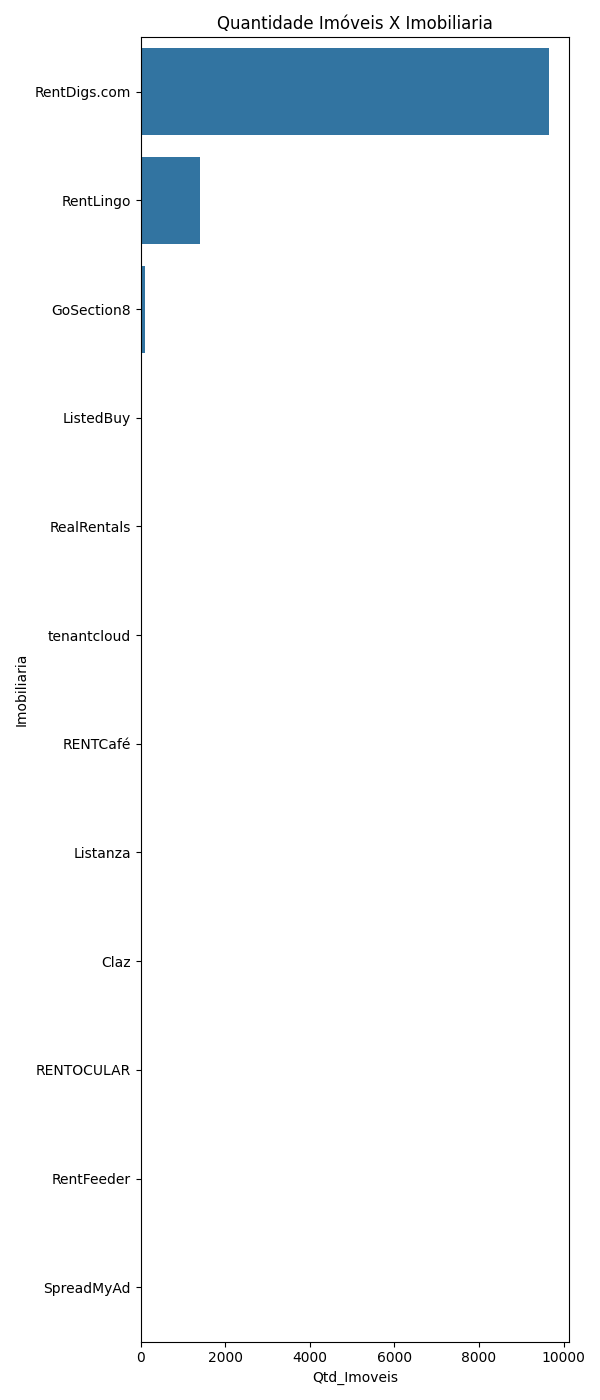 Quantidade Imóveis X Imobiliaria
RentDigs.com
RentLingo
GoSection8
ListedBuy
RealRentals
tenantcloud
RENTCafé
Listanza
Claz
RENTOCULAR
RentFeeder
SpreadMyAd
Imobiliaria
0 2000 4000 6000 8000 10000
Qtd_Imoveis